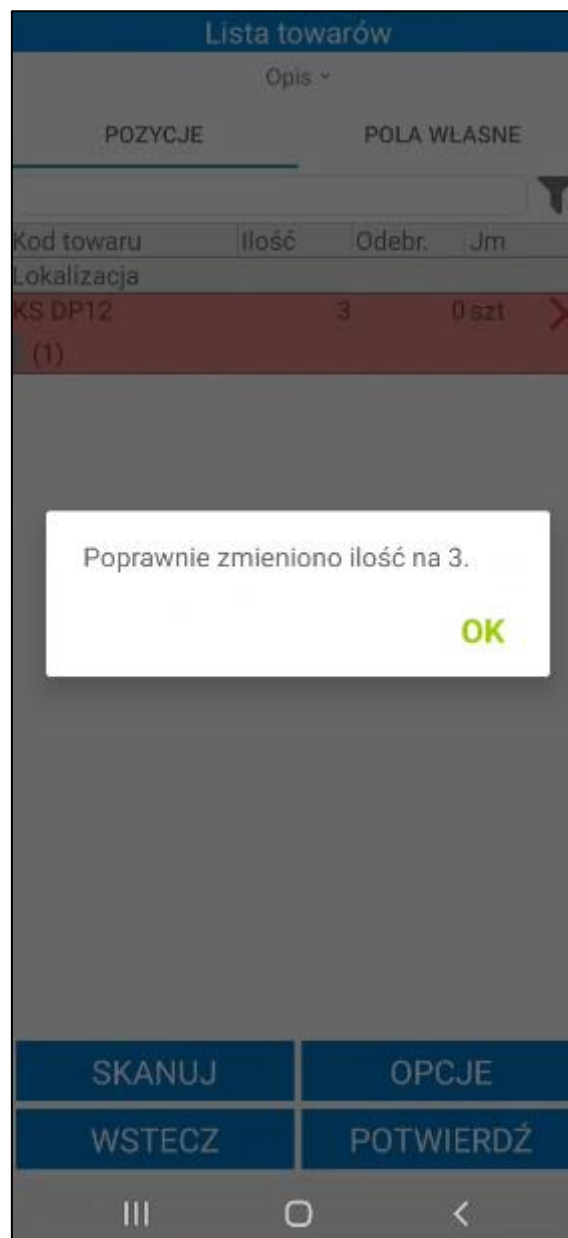 Lista towarów
Opis
POZYCJE POLA WŁASNE
Kod towaru Ilość Odebr. Jm
Lokalizacja
KS DP12 3 0 szt
(1)
Poprawnie zmieniono ilość na 3.
OK
SKANUJ OPCJE
WSTECZ POTWIERDŹ